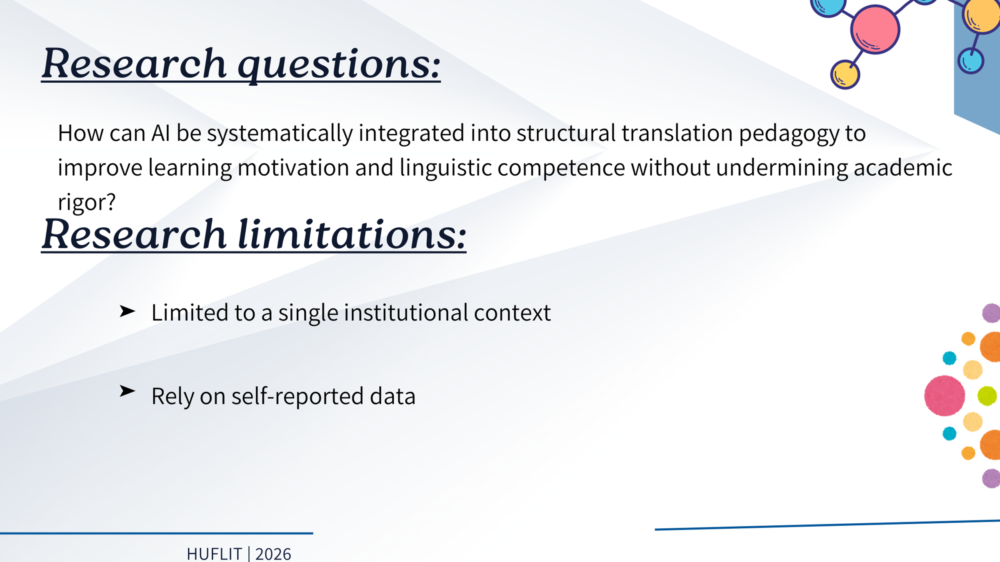 Research questions:
How can AI be systematically integrated into structural translation pedagogy to
improve learning motivation and linguistic competence without undermining academic
rigor?
Research limitations:
➤ Limited to a single institutional context
➤ Rely on self-reported data
HUFLIT | 2026